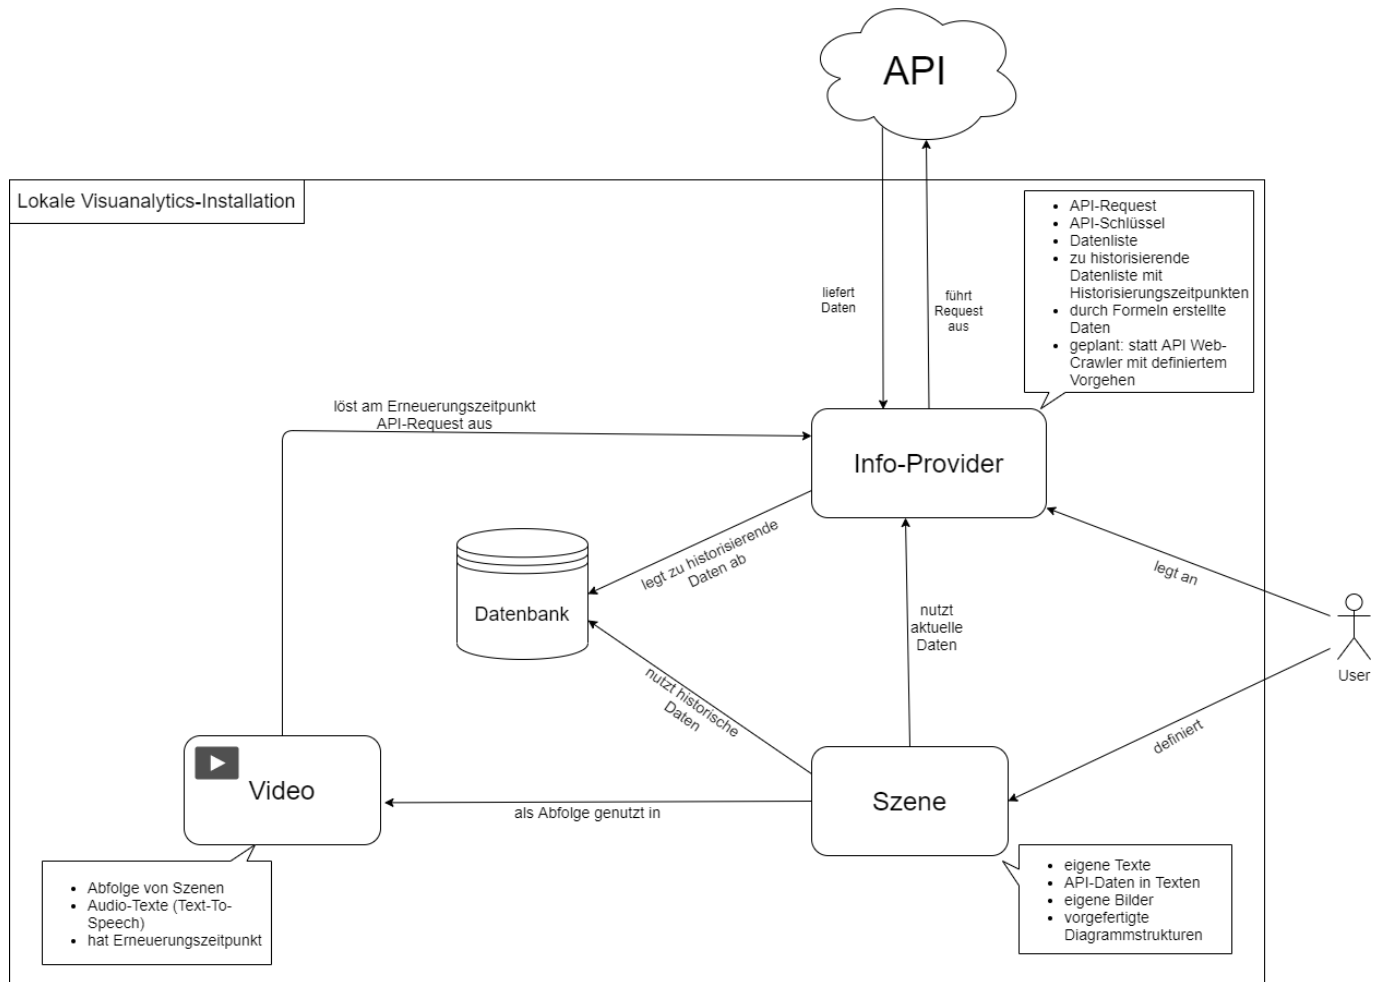 API
Lokale Visuanalytics-Installation
• API-Request
• API-Schlüssel
• Datenliste
• zu historisierende
Datenliste mit
Historisierungszeitpunkten
• durch Formeln erstellte
Daten
• geplant: statt API Web-
Crawler mit definiertem
Vorgehen
liefert
Daten
führt
Request
aus
löst am Erneuerungszeitpunkt
API-Request aus
Info-Provider
legt zu historisierende
Daten ab
legt an
Datenbank
nutzt
aktuelle
Daten
User
nutzt historische
Daten
definiert
Video
Szene
als Abfolge genutzt in
• Abfolge von Szenen
• Audio-Texte (Text-To-
Speech)
• hat Erneuerungszeitpunkt
• eigene Texte
• API-Daten in Texten
• eigene Bilder
• vorgefertigte
Diagrammstrukturen